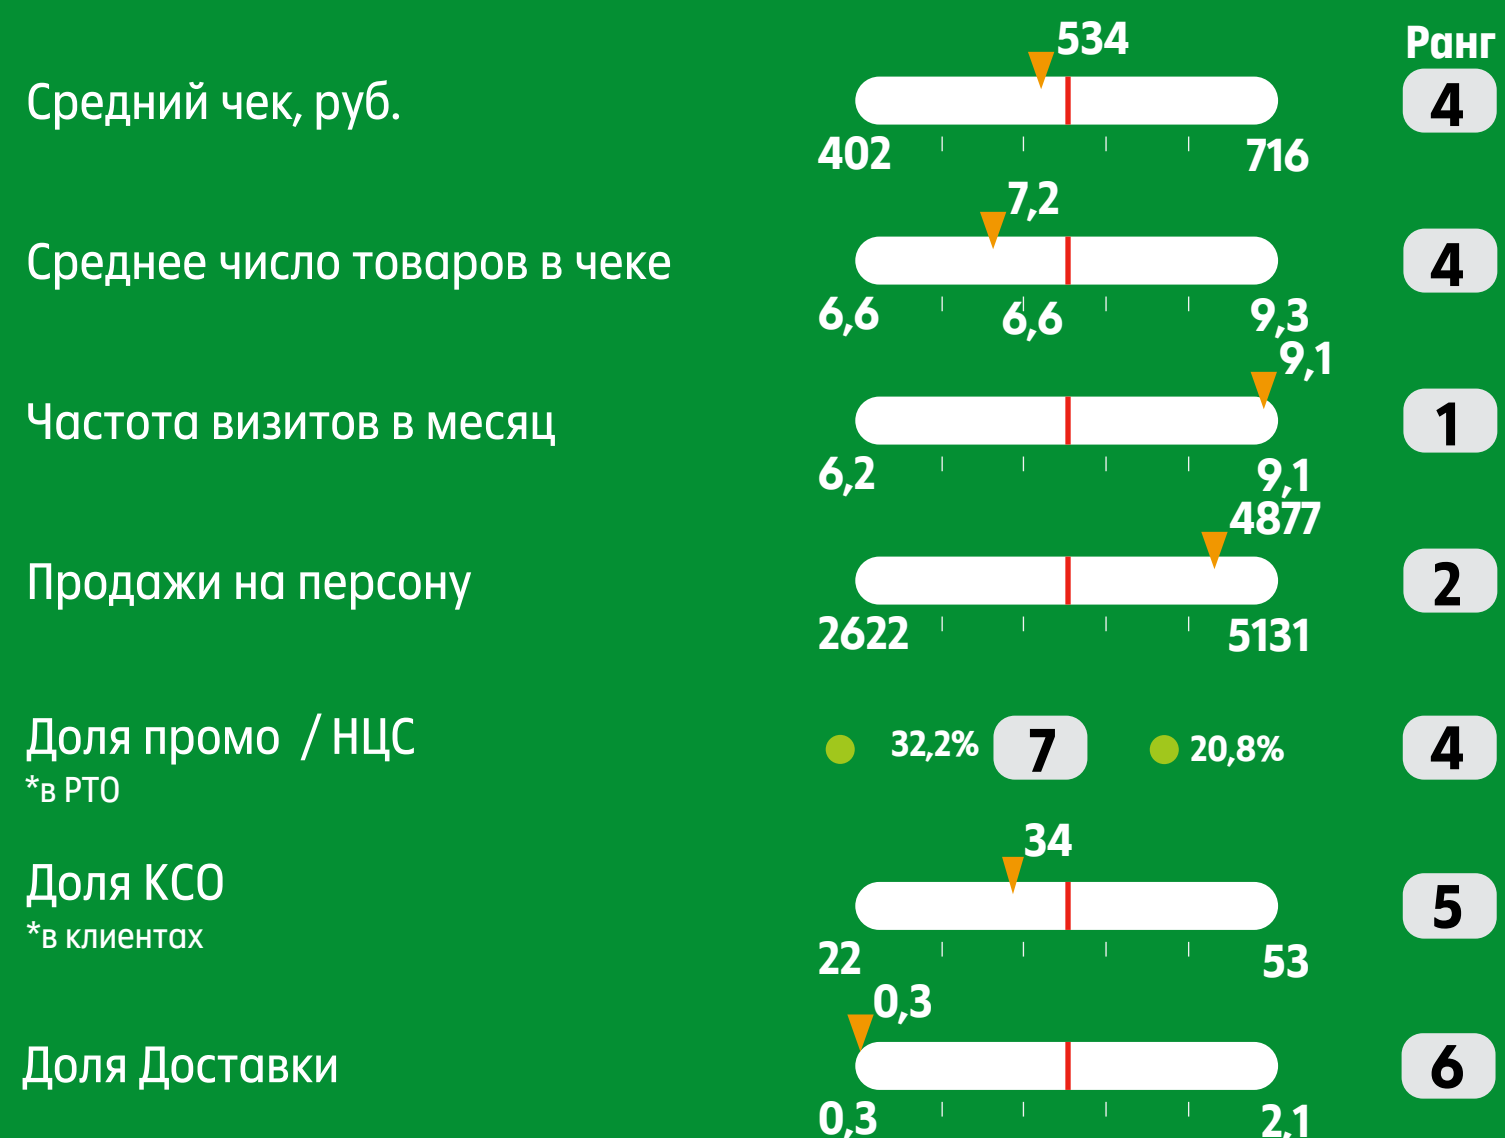 534
Ранг
Средний чек, руб.
4
402
716
7,2
Среднее число товаров в чеке
4
6,6
6,6
9,3
9,1
Частота визитов в месяц
1
6,2
9,1
4877
Продажи на персону
2
2622
5131
Доля промо / НЦС
32,2%
7
20,8%
4
*в РТО
34
Доля КСО
5
*в клиентах
22
53
0,3
Доля Доставки
6
0,3
2,1